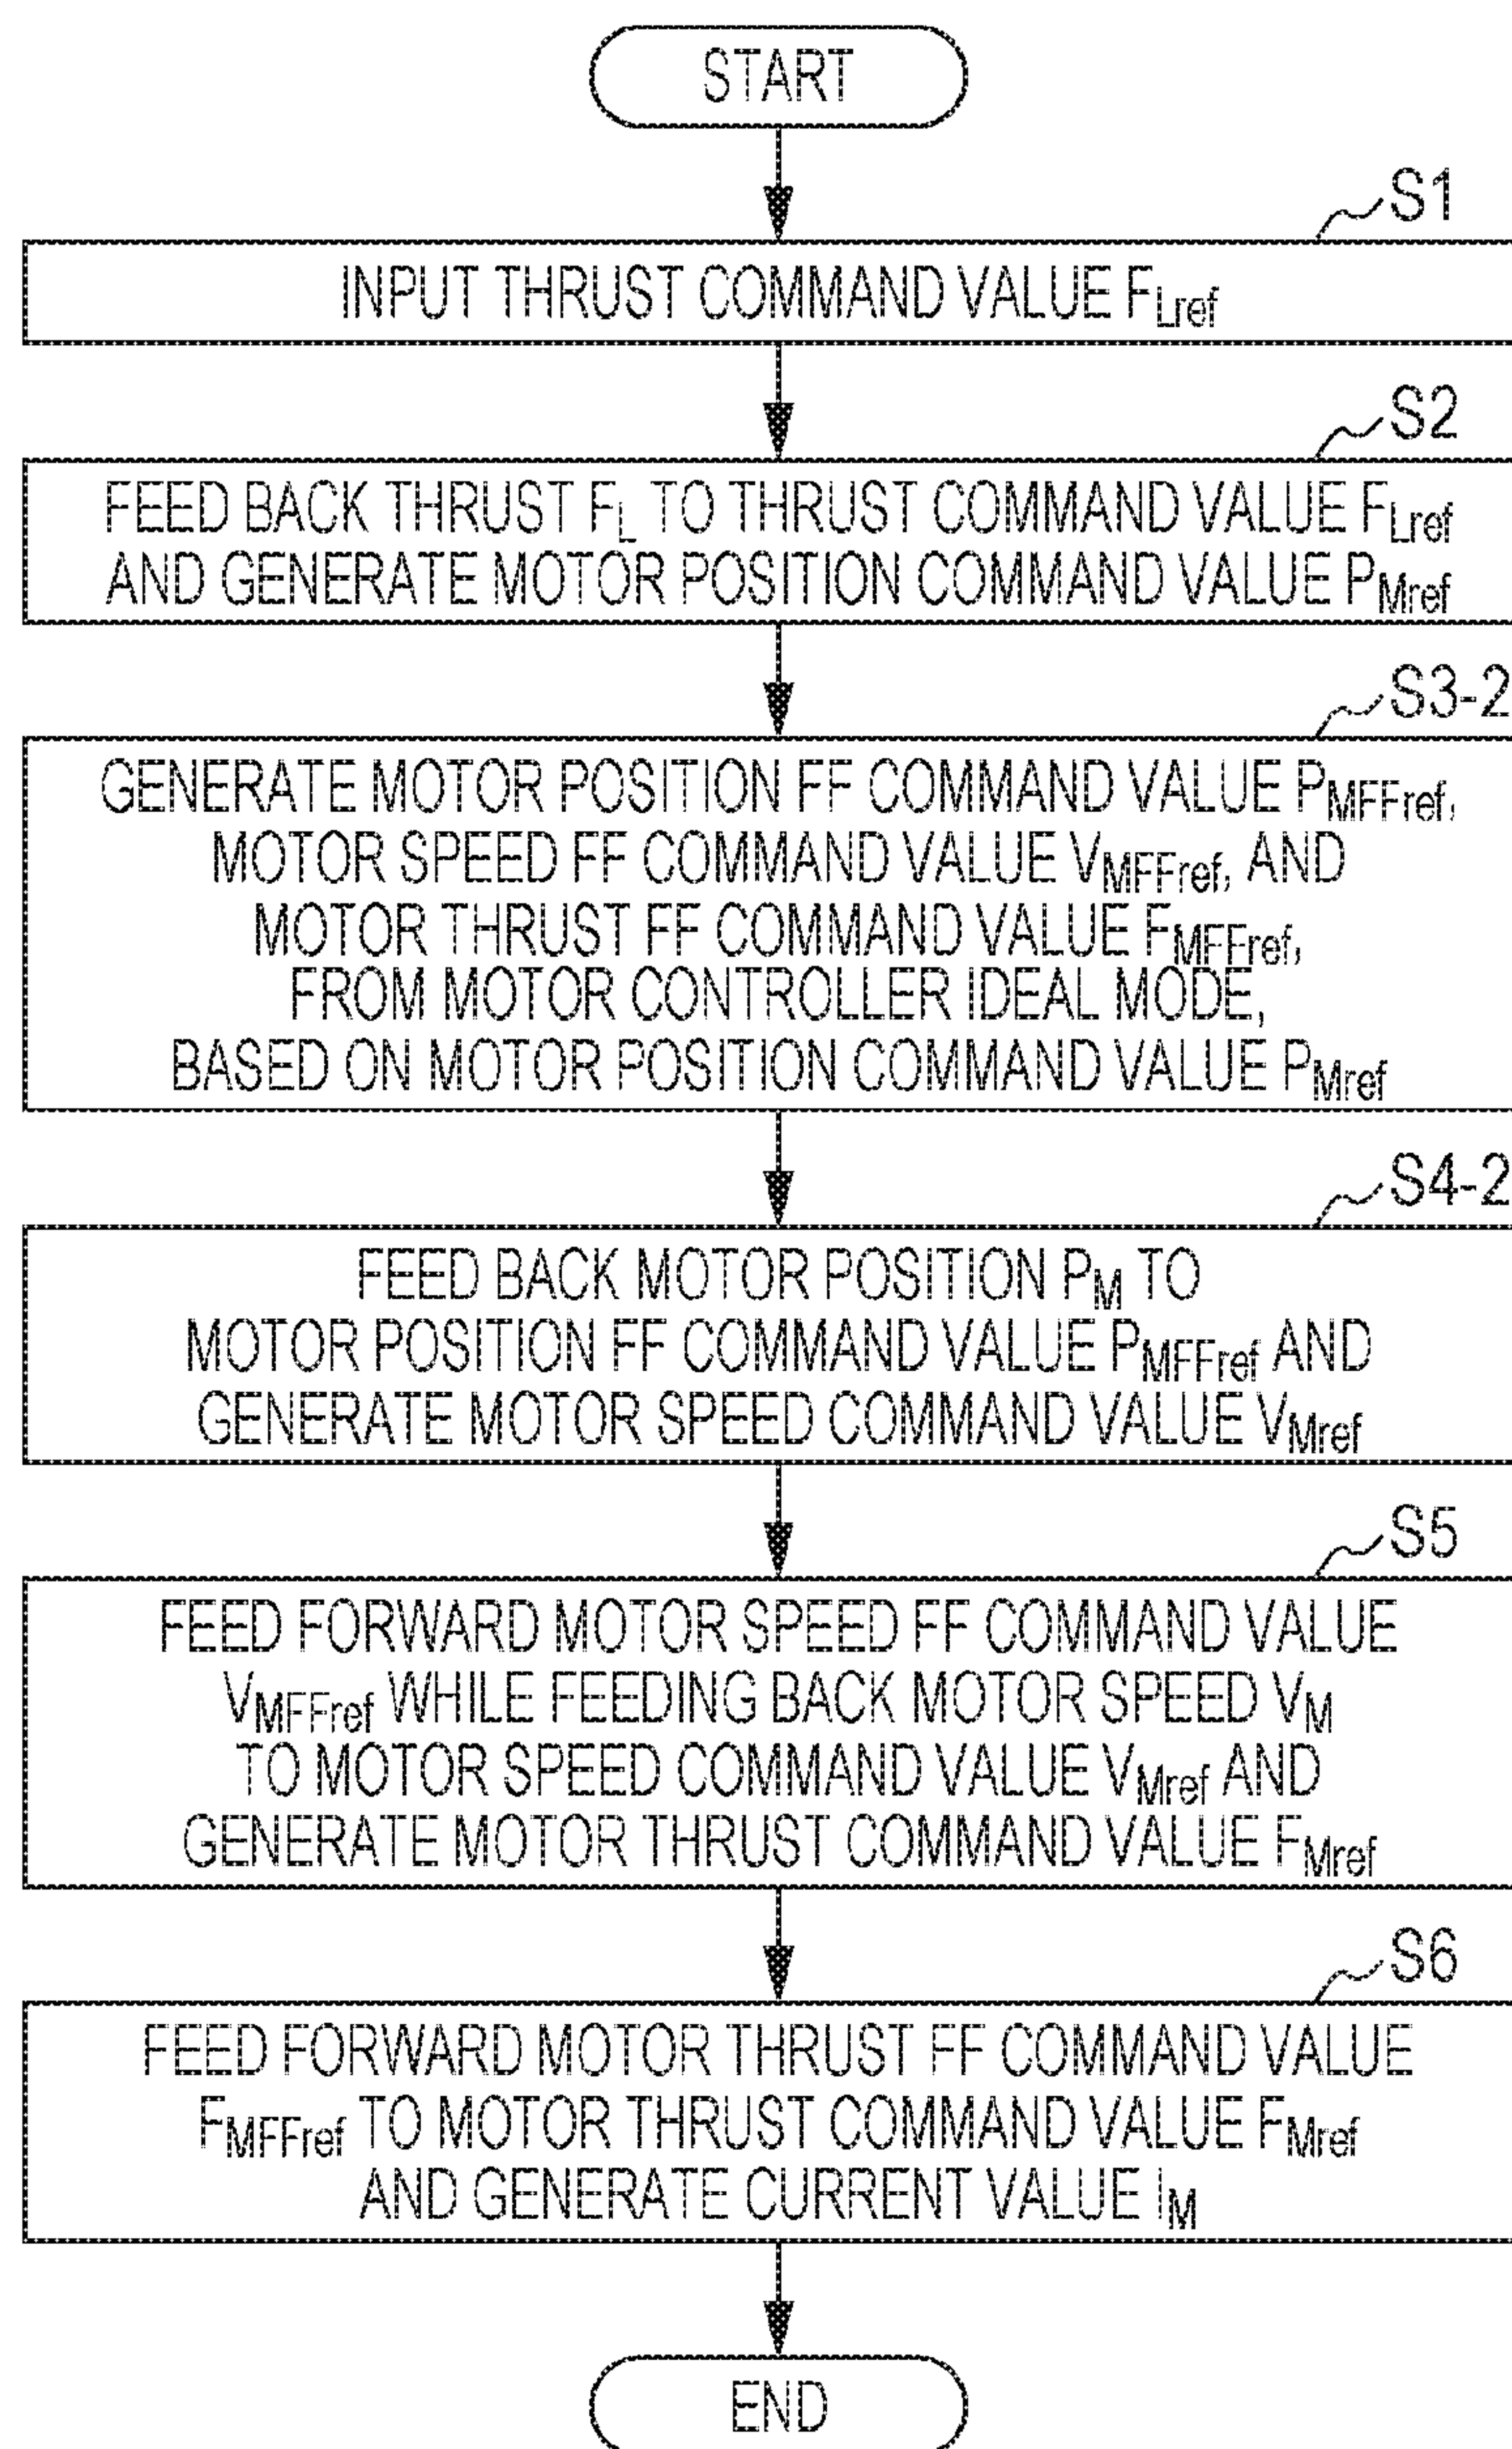 START
S1
INPUT THRUST COMMAND VALUE FLref
S2
FEED BACK THRUST FL TO THRUST COMMAND VALUE FLref
AND GENERATE MOTOR POSITION COMMAND VALUE PMref
S3-2
GENERATE MOTOR POSITION FF COMMAND VALUE PMFFref,
MOTOR SPEED FF COMMAND VALUE VMFFref, AND
MOTOR THRUST FF COMMAND VALUE FMFFref,
FROM MOTOR CONTROLLER IDEAL MODE,
BASED ON MOTOR POSITION COMMAND VALUE PMref
S4-2
FEED BACK MOTOR POSITION PM TO
MOTOR POSITION FF COMMAND VALUE PMFFref AND
GENERATE MOTOR SPEED COMMAND VALUE VMref
S5
FEED FORWARD MOTOR SPEED FF COMMAND VALUE
VMFFref WHILE FEEDING BACK MOTOR SPEED VM
TO MOTOR SPEED COMMAND VALUE VMref AND
GENERATE MOTOR THRUST COMMAND VALUE FMref
S6
FEED FORWARD MOTOR THRUST FF COMMAND VALUE
FMFFref TO MOTOR THRUST COMMAND VALUE FMref
AND GENERATE CURRENT VALUE IM
END